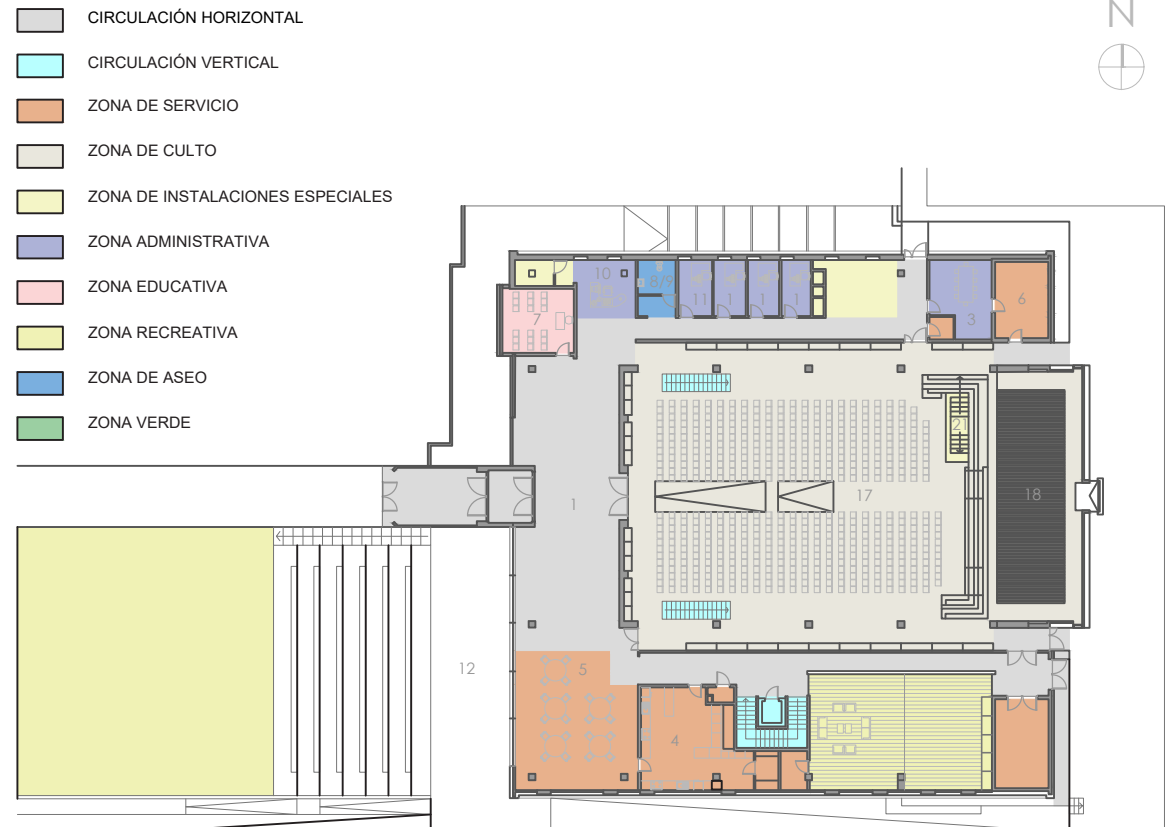 CIRCULACIÓN HORIZONTAL
N
CIRCULACIÓN VERTICAL
ZONA DE SERVICIO
ZONA DE CULTO
ZONA DE INSTALACIONES ESPECIALES
ZONA ADMINISTRATIVA
ZONA EDUCATIVA
ZONA RECREATIVA
ZONA DE ASEO
ZONA VERDE
10
8/9
11
1
1
1
6
3
7
21
17
18
1
12
5
4